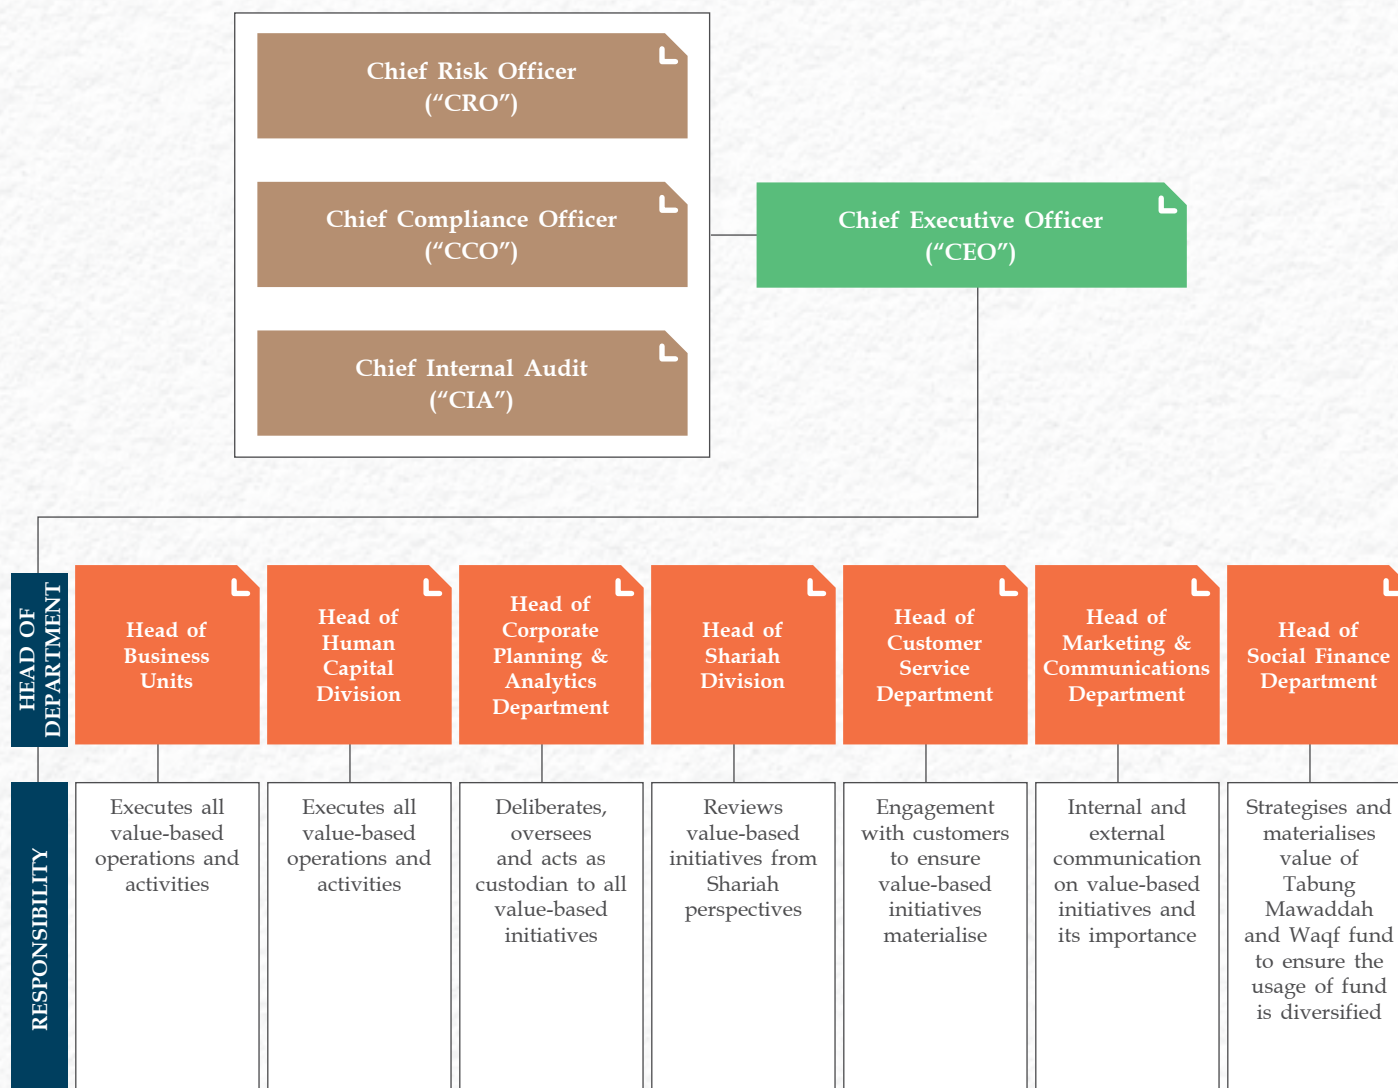 Chief Risk Officer
(“CRO”)
Chief Compliance Officer
(“CCO”)
Chief Internal Audit
(“CIA”)
Chief Executive Officer
(“CEO”)
HEAD OF
DEPARTMENT
Head of
Business
Units
Head of
Human
Capital
Division
Head of
Corporate
Planning &
Analytics
Department
Head of
Shariah
Division
Head of
Customer
Service
Department
Head of
Marketing &
Communications
Department
Head of
Social Finance
Department
RESPONSIBILITY
Executes all
value-based
operations and
activities
Executes all
value-based
operations and
activities
Deliberates,
oversees
and acts as
custodian to all
value-based
initiatives
Reviews
value-based
initiatives from
Shariah
perspectives
Engagement
with customers
to ensure
value-based
initiatives
materialise
Internal and
external
communication
on value-based
initiatives and
its importance
Strategises and
materialises
value of
Tabung
Mawaddah
and Waqf fund
to ensure the
usage of fund
is diversified